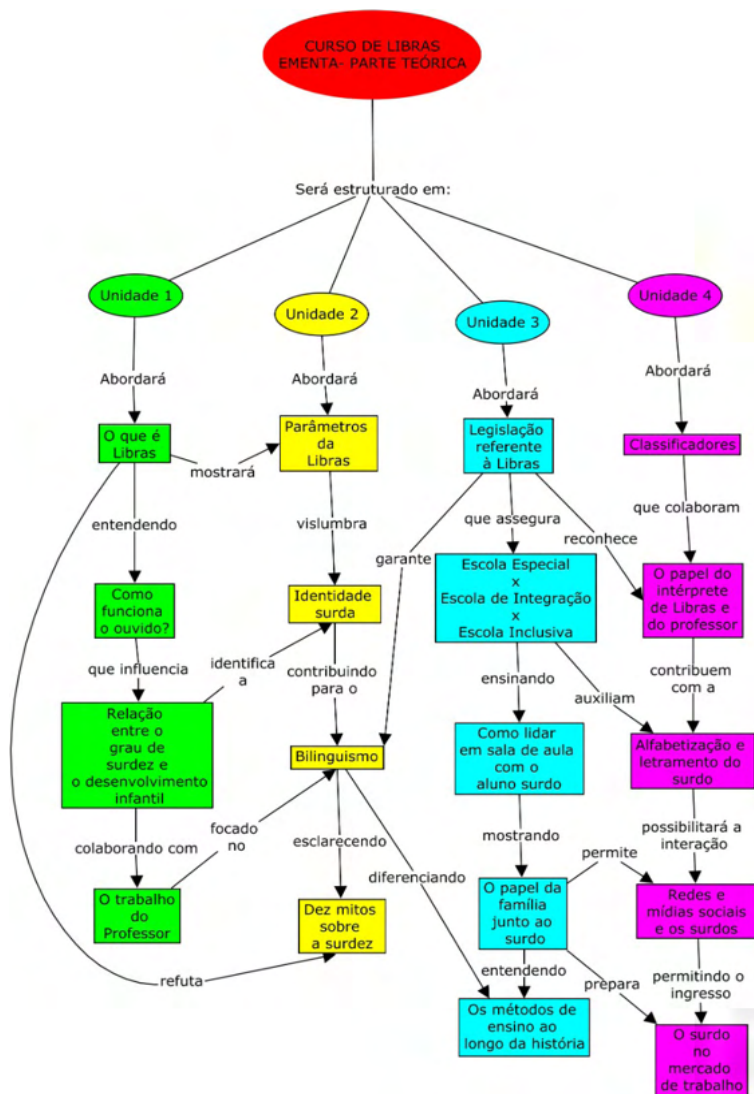 CURSO DE LIBRAS
EMENTA- PARTE TEÓRICA
Será estruturado em:
Unidade 1
Unidade 2
Unidade 3
Unidade 4
Abordará
Abordará
Abordará
Abordará
O que é
Libras
mostrará
Parâmetros
da
Libras
Legislação
referente
à Libras
Classificadores
entendendo
vislumbra
garante
que assegura
reconhece
que colaboram
Como
funciona
o ouvido?
Identidade
surda
Escola Especial
x
Escola de Integração
x
Escola Inclusiva
O papel do
intérprete
de Libras e
do professor
que influencia
identifica
a
contribuindo
para o
ensinando
auxiliam
contribuem
com a
Relação
entre o
grau de
surdez e
o desenvolvimento
infantil
Bilinguismo
Como lidar
em sala de aula
com o
aluno surdo
Alfabetização e
letramento do
surdo
colaborando com
focado
no
esclarecendo
diferenciando
mostrando
permite
possibilitará a
interação
O trabalho
do
Professor
Dez mitos
sobre
a surdez
O papel da
família
junto ao
surdo
Redes e
mídias sociais
e os surdos
refuta
entendendo
prepara
permitindo o
ingresso
Os métodos de
ensino ao
longo da história
O surdo
no
mercado
de trabalho